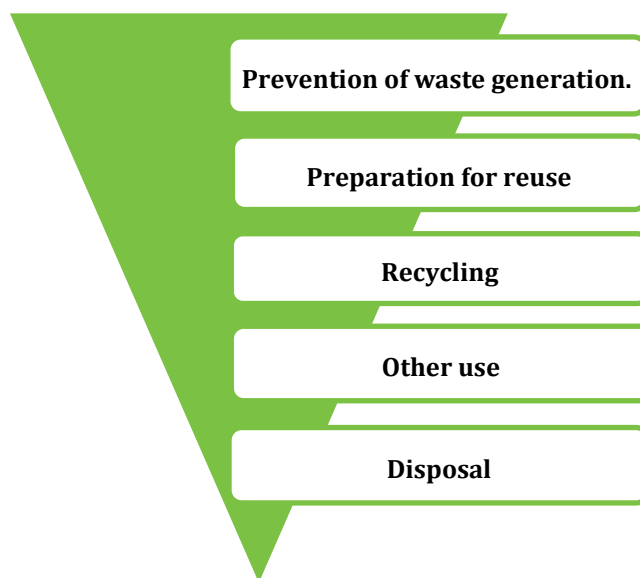 Prevention of waste generation.
Preparation for reuse
Recycling
Other use
Disposal